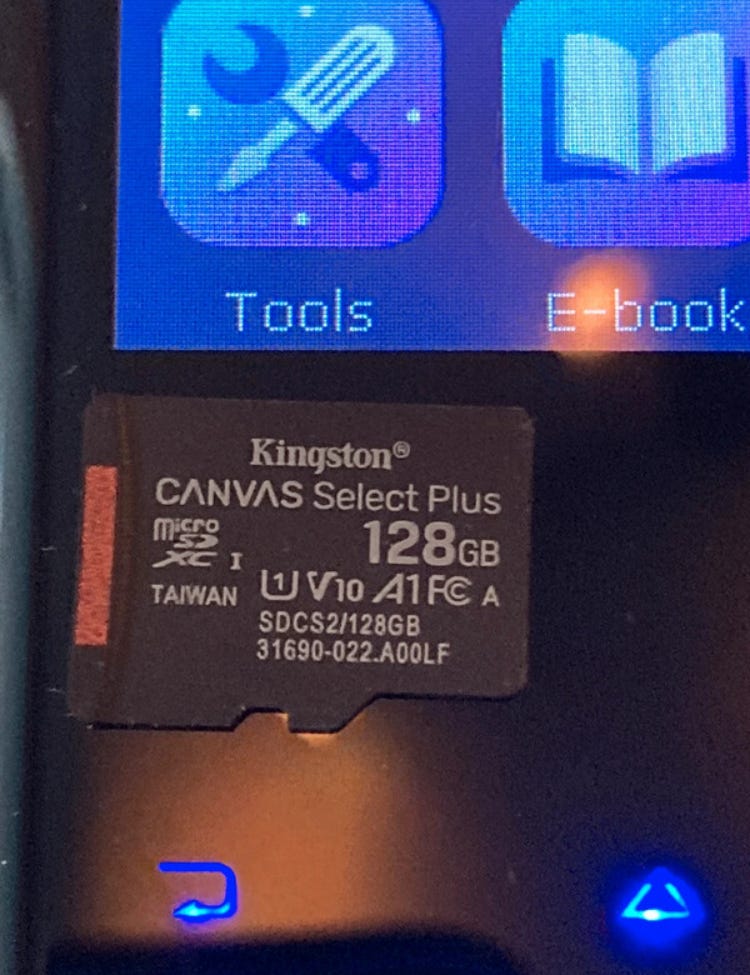 Tools
E-book
Kingston®
CANVAS Select Plus
micro SD XC I
128GB
TAIWAN U1 V10 A1 FC A
SDCS2/128GB
31690-022.A00LF